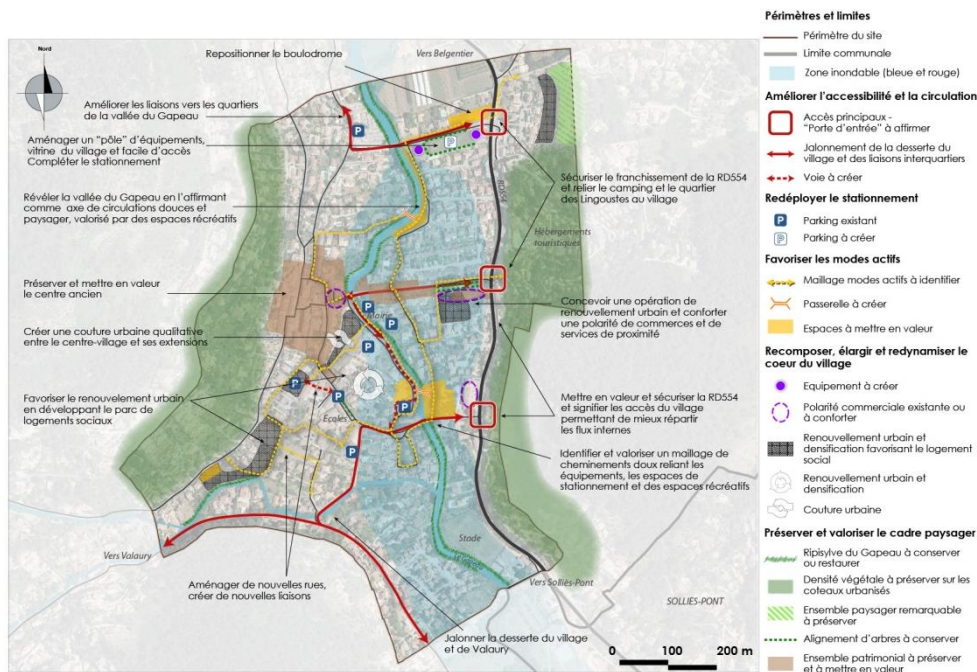 Nord
Vers Belgentier
Repositionner le boulodrome
Améliorer les liaisons vers les quartiers
de la vallée du Gapeau
Aménager un "pôle" d'équipements,
vitrine du village et facile d'accès
Compléter le stationnement
Révéler la vallée du Gapeau en l'affirmant
comme axe de circulations douces et
paysager, valorisé par des espaces récréatifs
Préserver et mettre en valeur
le centre ancien
Créer une couture urbaine qualitative
entre le centre-village et ses extensions
Favoriser le renouvelement urbain
en développant le parc de
logements sociaux
Aménager de nouvelles rues,
créer de nouvelles liaisons
Jalonner la desserte du village
et de Valaury
RD554
Sécuriser le franchissement de la RD554
et relier le camping et le quartier
des Lingoustes au village
Hébergements
touristiques
Concevoir une opération de
renouvellement urbain et conforter
une polarité de commerces et de
services de proximité
Mettre en valeur et sécuriser la RD554
et signifier les accès du village
permettant de mieux répartir
les flux internes
Identifier et valoriser un maillage de
cheminements doux reliant les
équipements, les espaces de
stationnement et des espaces récréatifs
P
P
P
P
P
P
P
P
P
Ecoles
Stade
Vers Valaury
Vers Solliès-Pont
SOLLIES-PONT
0 100 200 m
Périmètres et limites
Périmètre du site
Limite communale
Zone inondable (bleue et rouge)
Améliorer l'accessibilité et la circulation
Accès principaux -
"Porte d'entrée" à affirmer
Jalonnement de la desserte du
village et des liaisons interquartiers
Voie à créer
Redéployer le stationnement
P Parking existant
P Parking à créer
Favoriser les modes actifs
Maillage modes actifs à identifier
Passerelle à créer
Espaces à mettre en valeur
Recomposer, élargir et redynamiser le
coeur du village
Equipement à créer
Polarité commerciale existante ou
à conforter
Renouvellement urbain et
densification favorisant le logement
social
Renouvellement urbain et
densification
Couture urbaine
Préserver et valoriser le cadre paysager
Ripisylve du Gapeau à conserver
ou restaurer
Densité végétale à préserver sur les
coteaux urbanisés
Ensemble paysager remarquable
à préserver
Alignement d'arbres à conserver
Ensemble patrimonial à préserver
et à mettre en valeur